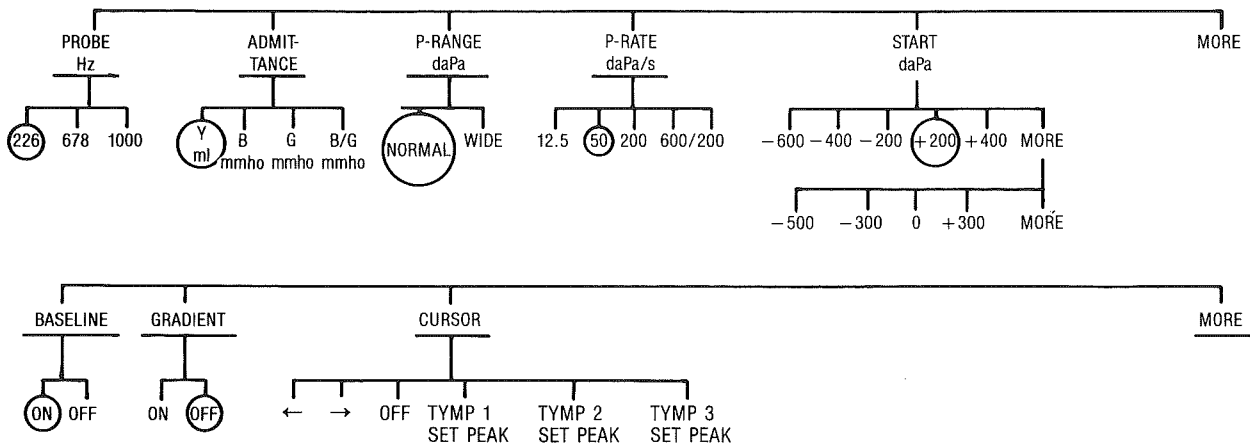 PROBE ADMIT- P-RANGE P-RATE START MORE
Hz TANCE daPa daPa/s daPa
226 678 1000 Y B G B/G NORMAL WIDE 12.5 50 200 600/200 −600 −400 −200 +200 +400 MORE
ml mmho mmho mmho
−500 −300 0 +300 MORE
BASELINE GRADIENT CURSOR MORE
ON OFF ON OFF ← → OFF TYMP 1 TYMP 2 TYMP 3
SET PEAK SET PEAK SET PEAK